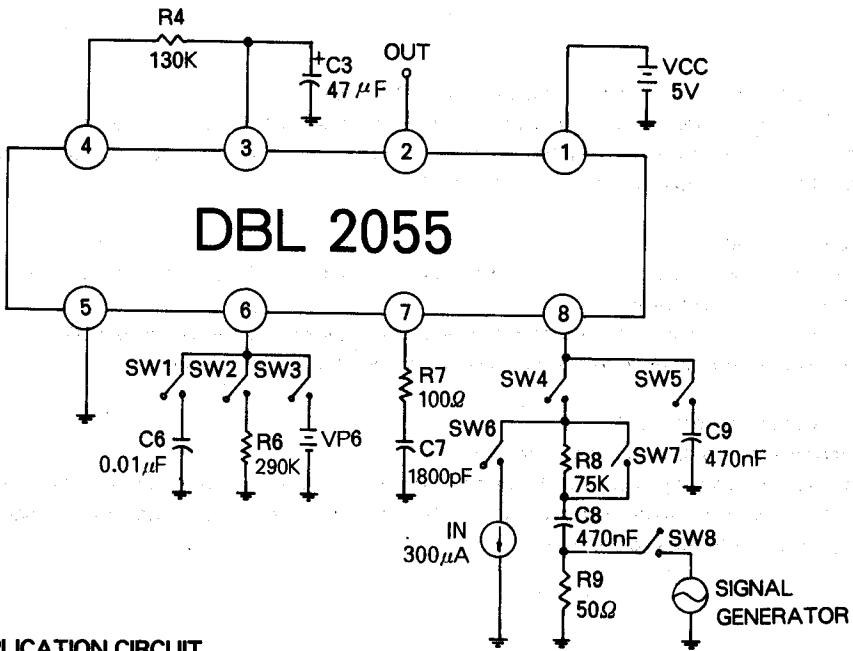 R4
130K
+
C3
47 μF
OUT
VCC
5V
4
3
2
1
DBL 2055
5
6
7
8
SW1
SW2
SW3
C6
0.01μF
R6
290K
VP6
R7
100Ω
C7
1800pF
SW4
SW5
C9
470nF
SW6
R8
75K
SW7
C8
470nF
SW8
IN
300μA
R9
50Ω
SIGNAL
GENERATOR